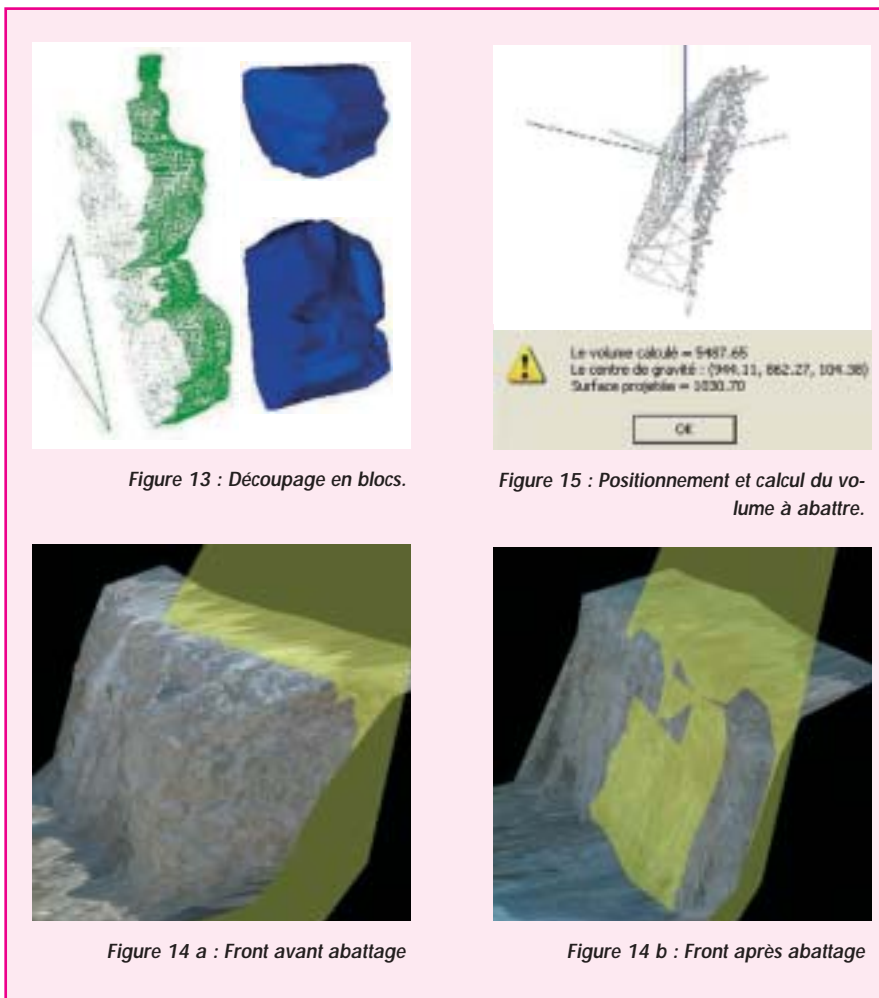 Le volume calculé = 5487.65
Le centre de gravité : (944.11, 862.27, 104.38)
Surface projetée = 1030.70
OK
Figure 13 : Découpage en blocs.
Figure 15 : Positionnement et calcul du vo-
lume à abattre.
Figure 14 a : Front avant abattage
Figure 14 b : Front après abattage